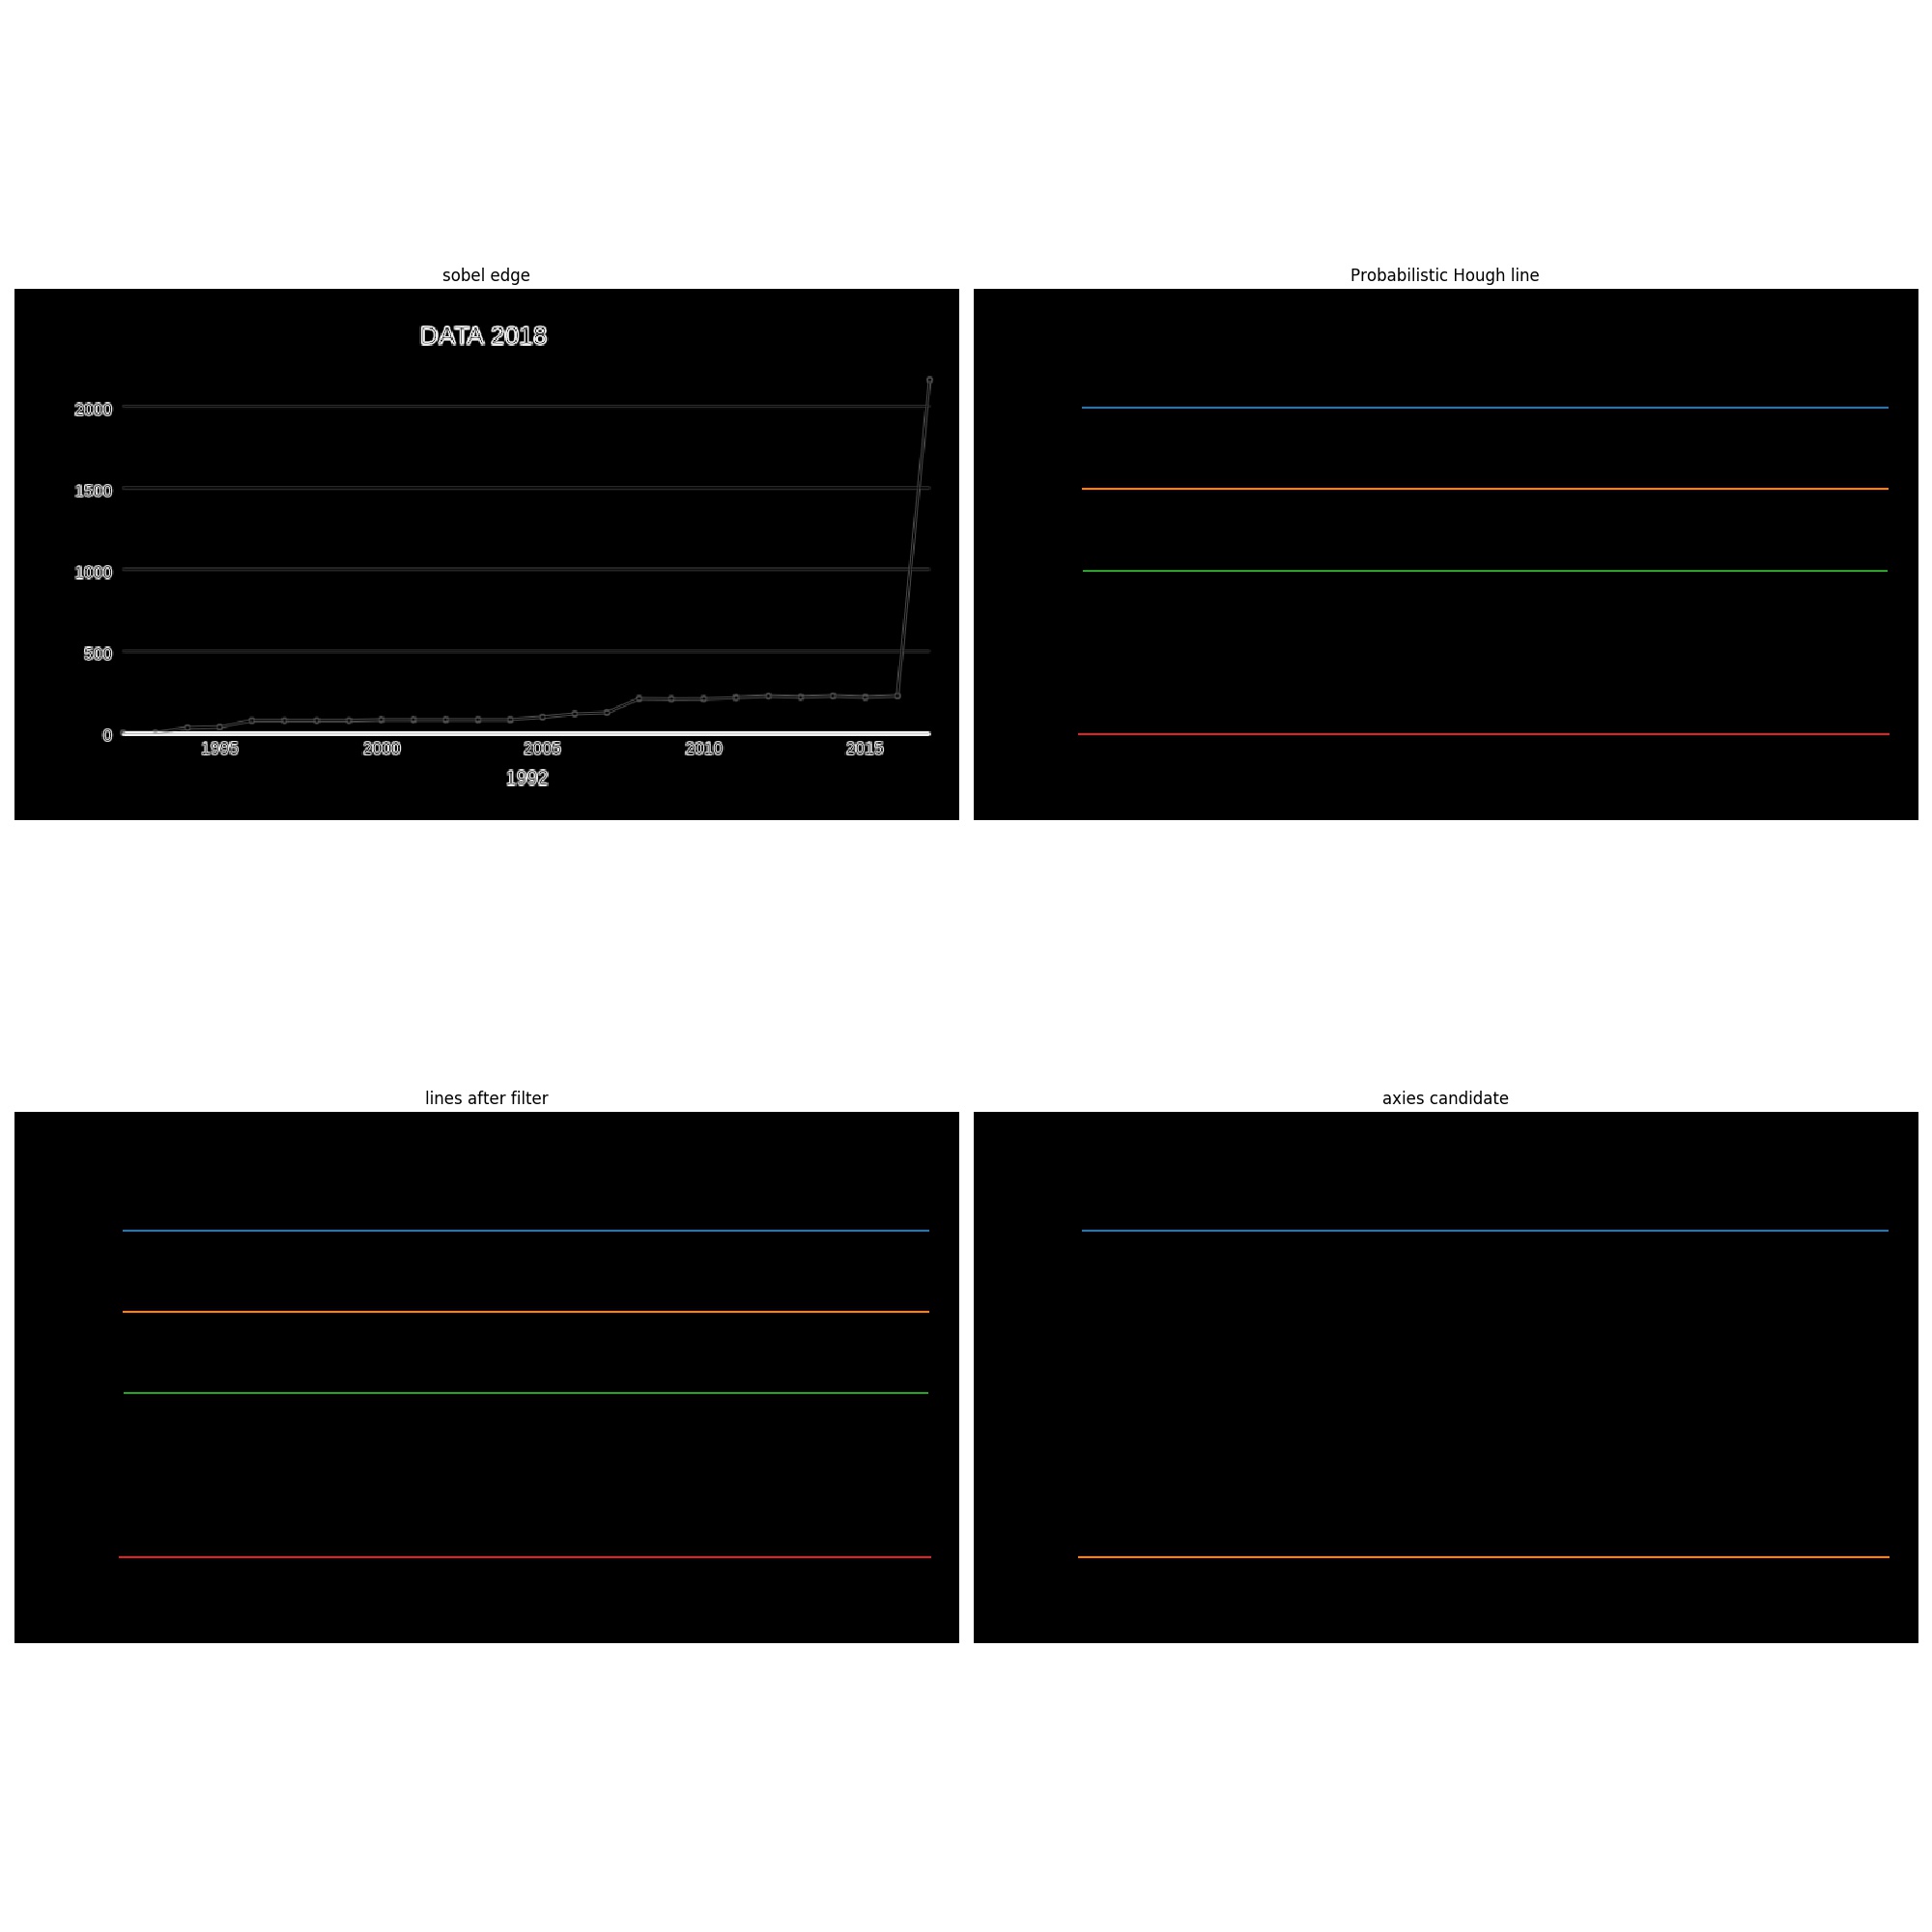 sobel edge
Probabilistic Hough line
DATA 2018
2000
1500
1000
500
0
1995 2000 2005 2010 2015
1992
lines after filter
axies candidate